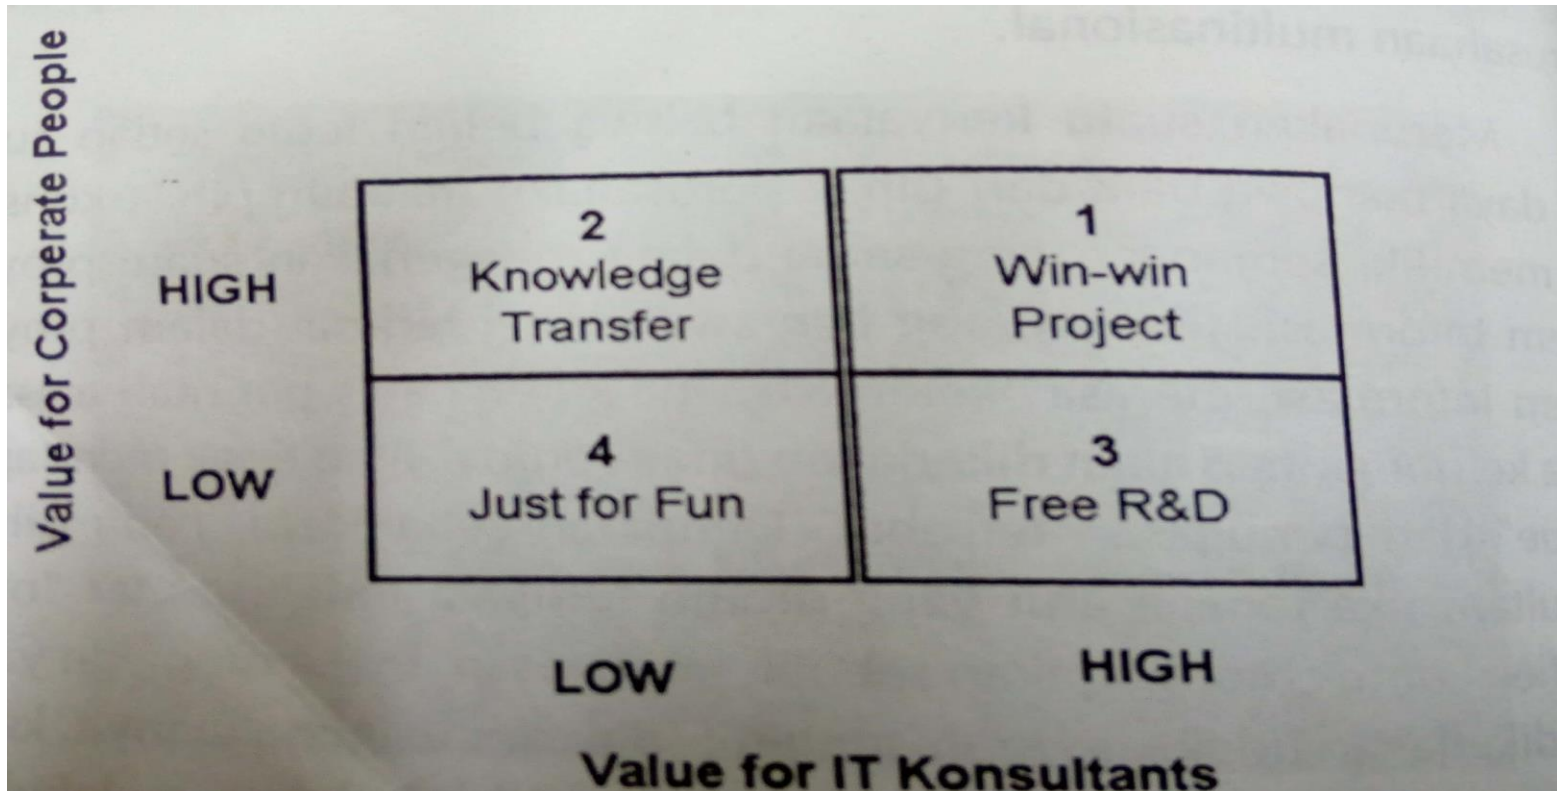 multinasional.
Value for Corperate People
HIGH
2
Knowledge
Transfer
1
Win-win
Project
LOW
4
Just for Fun
3
Free R&D
LOW
HIGH
Value for IT Konsultants